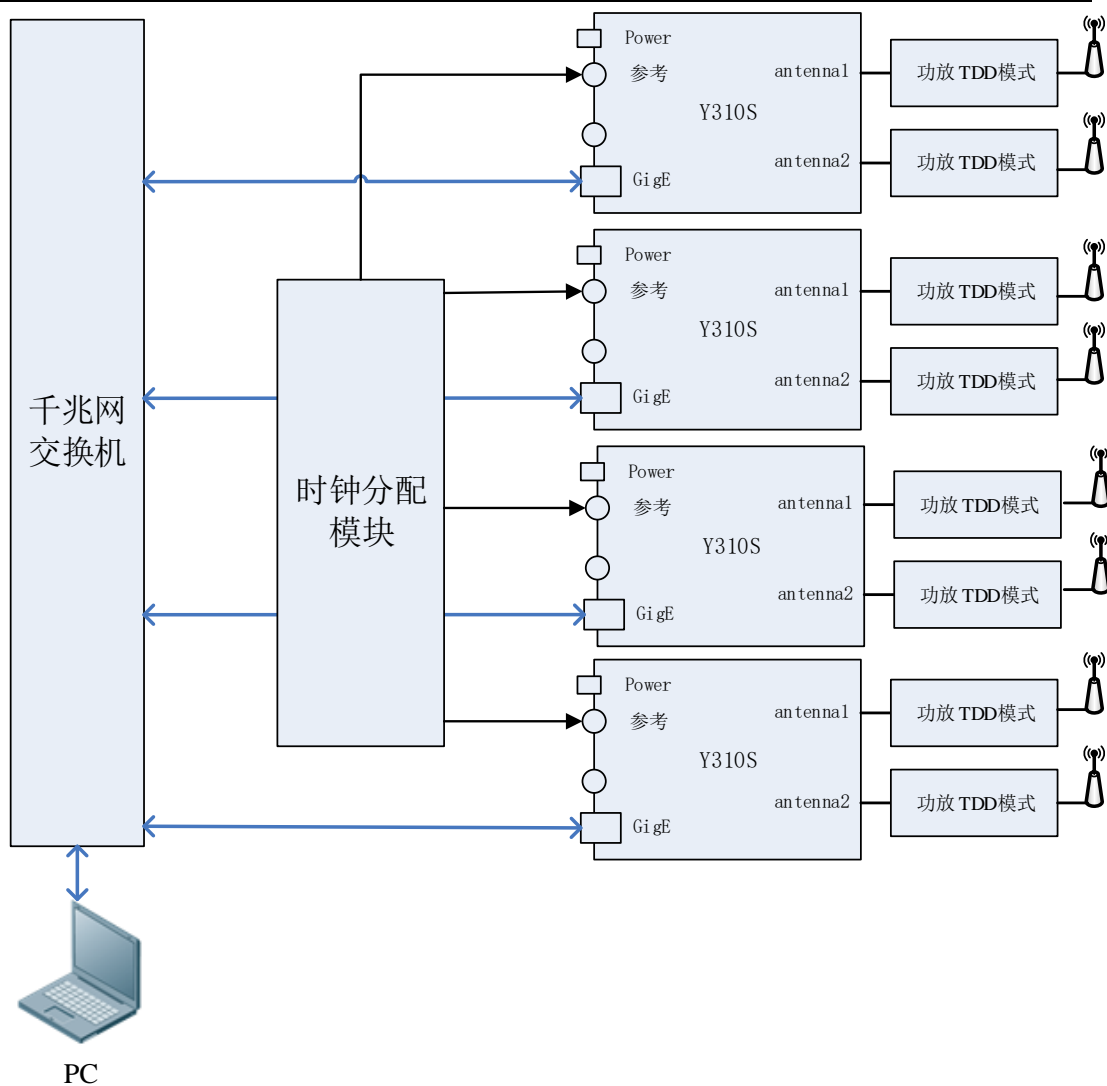 Power
参考
antenna1
Y310S
antenna2
GigE
功放 TDD模式
功放 TDD模式
Power
参考
antenna1
Y310S
antenna2
GigE
功放 TDD模式
功放 TDD模式
千兆网
交换机
时钟分配
模块
Power
参考
antenna1
Y310S
antenna2
GigE
功放 TDD模式
功放 TDD模式
Power
参考
antenna1
Y310S
antenna2
GigE
功放 TDD模式
功放 TDD模式
PC